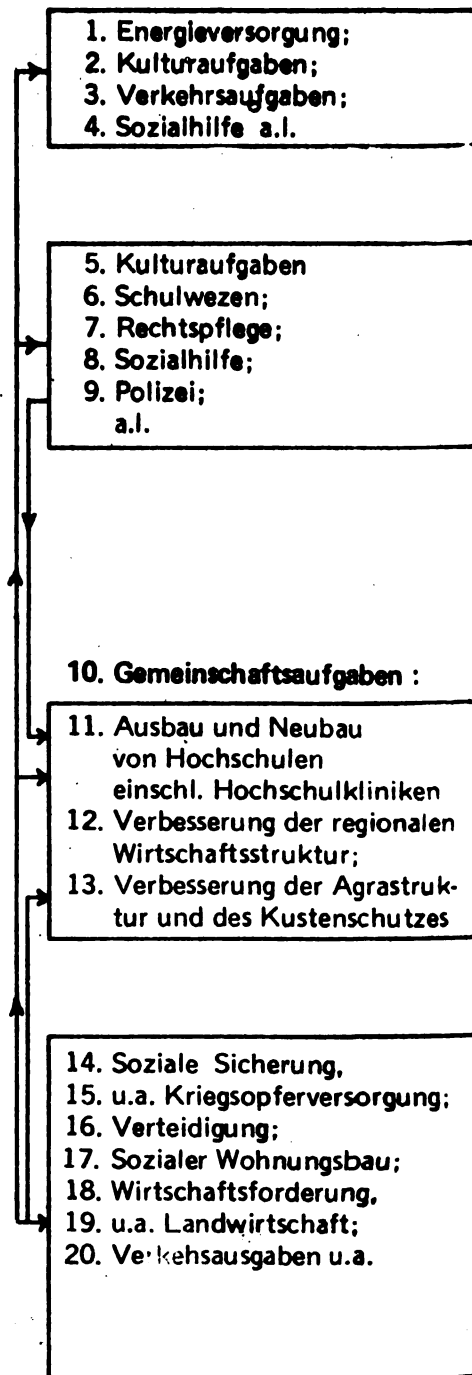 1. Energieversorgung;
2. Kulturaufgaben;
3. Verkehrsaufgaben;
4. Sozialhilfe a.l.
5. Kulturaufgaben
6. Schulwezen;
7. Rechtspflege;
8. Sozialhilfe;
9. Polizei;
a.l.
10. Gemeinschaftsaufgaben :
11. Ausbau und Neubau
von Hochschulen
einschl. Hochschulkliniken
12. Verbesserung der regionalen
Wirtschaftsstruktur;
13. Verbesserung der Agrastruk-
tur und des Kustenschutzes
14. Soziale Sicherung,
15. u.a. Kriegsopferversorgung;
16. Verteidigung;
17. Sozialer Wohnungsbau;
18. Wirtschaftsforderung,
19. u.a. Landwirtschaft;
20. Verkehsausgaben u.a.